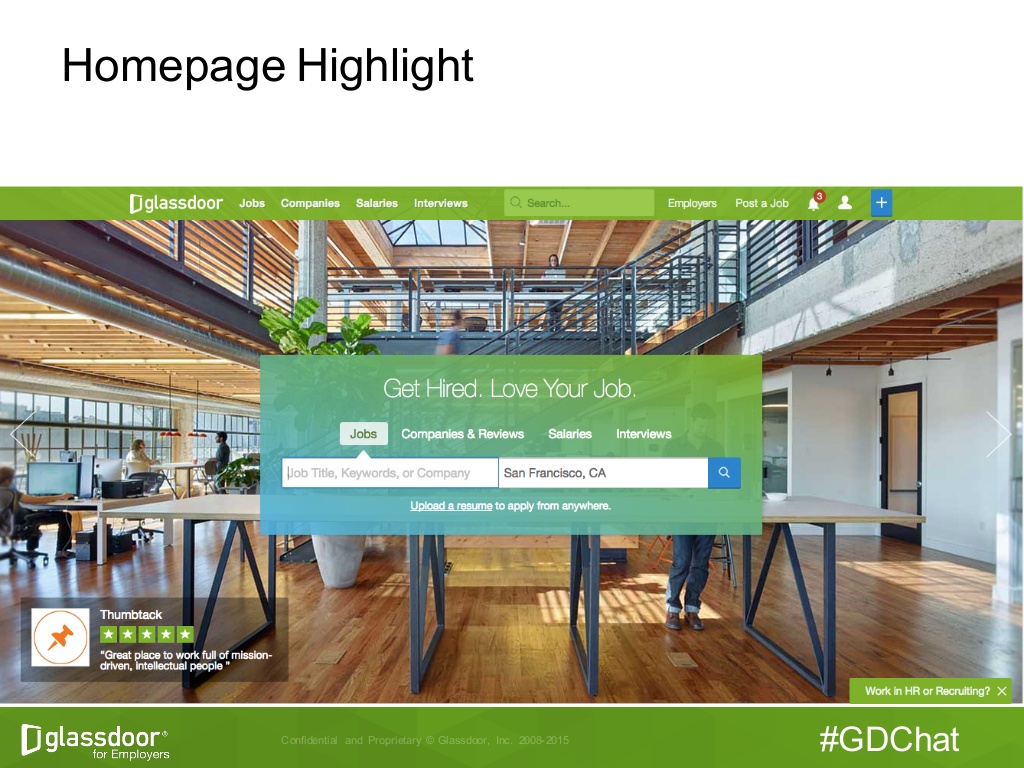 Homepage Highlight
glassdoor Jobs Companies Salaries Interviews Search... Employers Post a Job 3 +
Get Hired. Love Your Job.
Jobs Companies & Reviews Salaries Interviews
Job Title, Keywords, or Company San Francisco, CA
Upload a resume to apply from anywhere.
Thumbtack
"Great place to work full of mission-
driven, intellectual people "
Work in HR or Recruiting? ×
glassdoor®
for Employers
Confidential and Proprietary © Glassdoor, Inc. 2008-2015
#GDChat